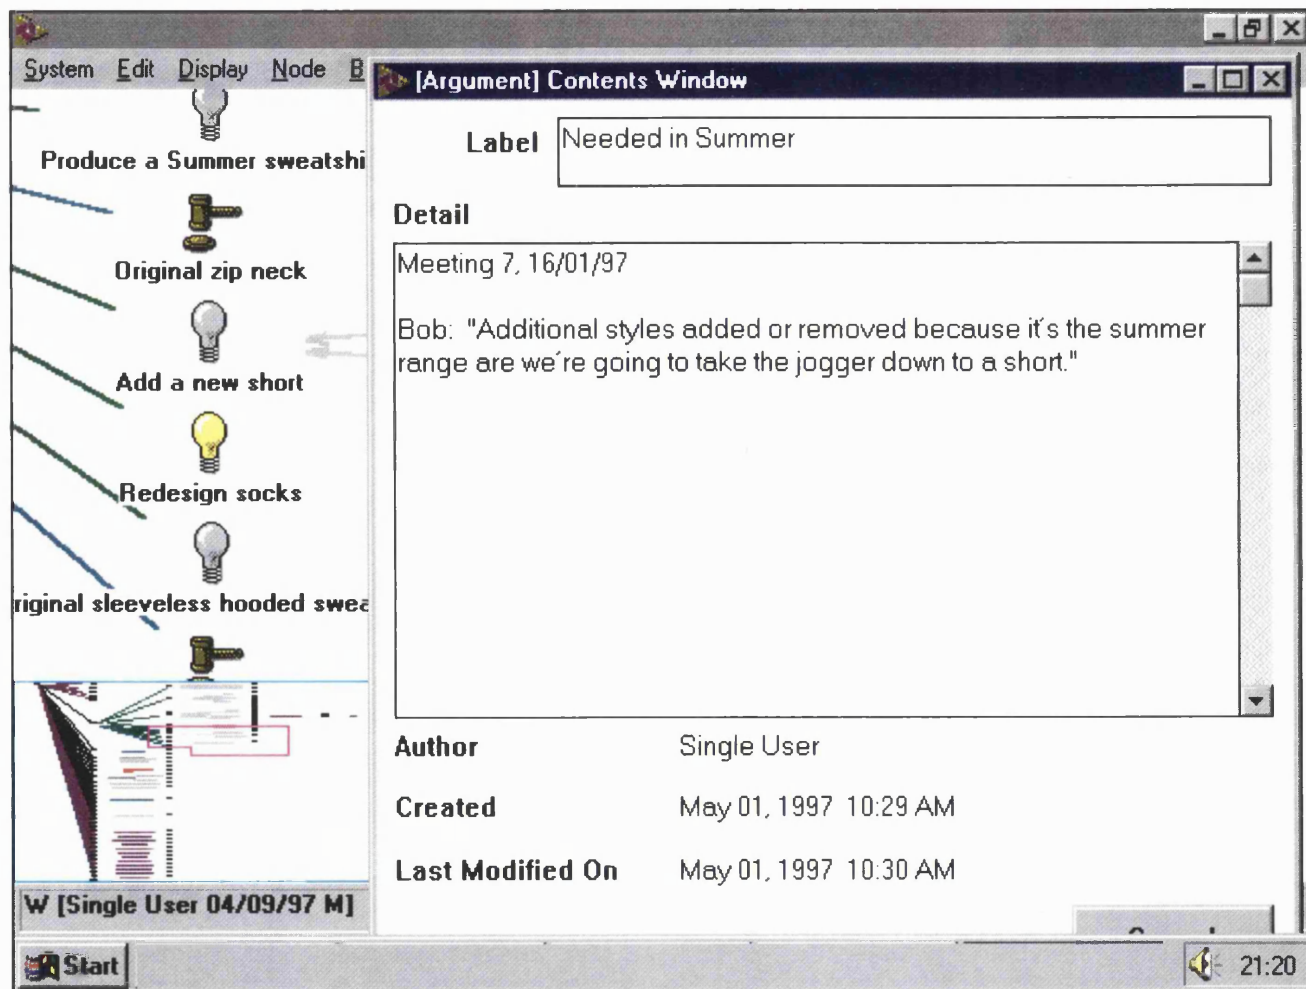 System Edit Display Node B
[Argument] Contents Window
Produce a Summer sweatshi
Original zip neck
Add a new short
Redesign socks
riginal sleeveless hooded swea
Label Needed in Summer
Detail
Meeting 7, 16/01/97
Bob: "Additional styles added or removed because it's the summer
range are we're going to take the jogger down to a short."
Author Single User
Created May 01, 1997 10:29 AM
Last Modified On May 01, 1997 10:30 AM
W [Single User 04/09/97 M]
Start 21:20